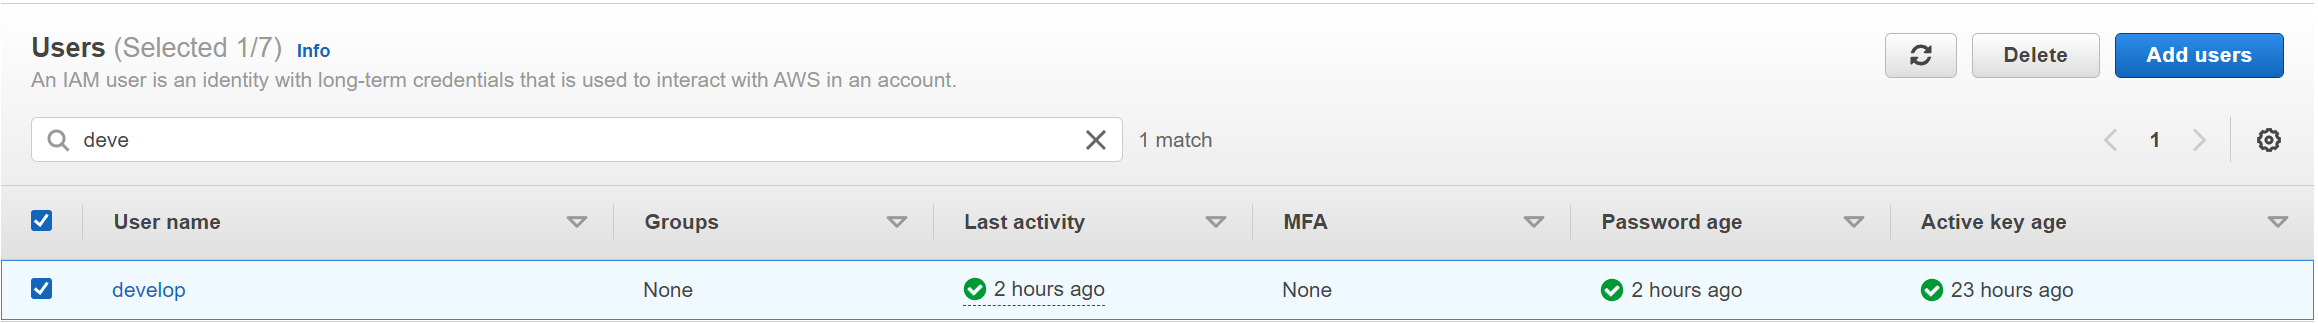 Users (Selected 1/7) Info
An IAM user is an identity with long-term credentials that is used to interact with AWS in an account.
Delete
Add users
deve
1 match
1
User name Groups Last activity MFA Password age Active key age
develop None 2 hours ago None 2 hours ago 23 hours ago